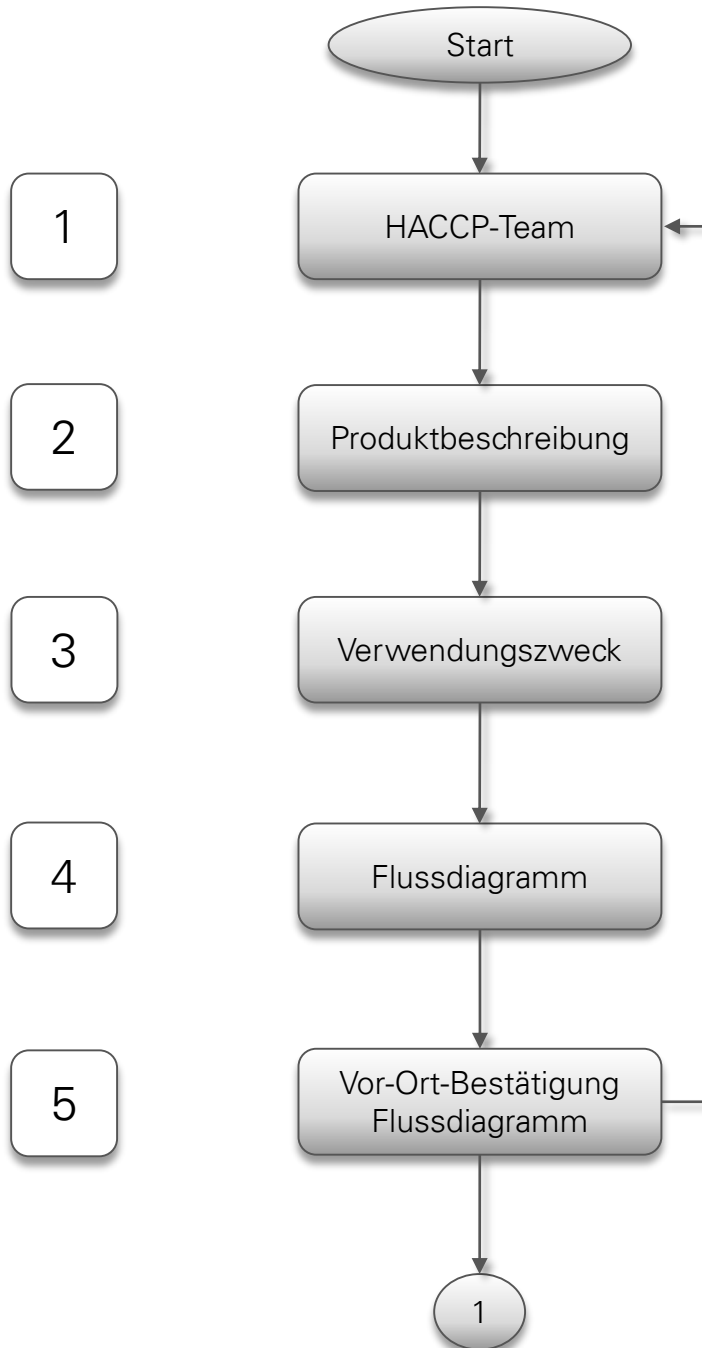 Start
1
HACCP-Team
2
Produktbeschreibung
3
Verwendungszweck
4
Flussdiagramm
5
Vor-Ort-Bestätigung
Flussdiagramm
1